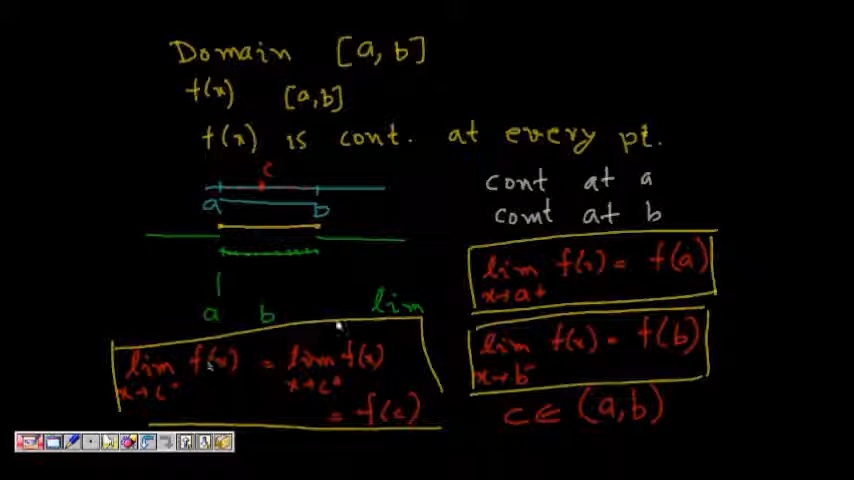 Domain [a, b]
f(x) [a,b]
f(x) is cont. at every pt.
c
a b
cont at a
cont at b
lim f(x) = f(a)
x→a+
a b lim
lim f(x) = f(b)
x→b-
lim f(x) = lim f(x)
x→c- x→c+
= f(c)
c ∈ (a,b)